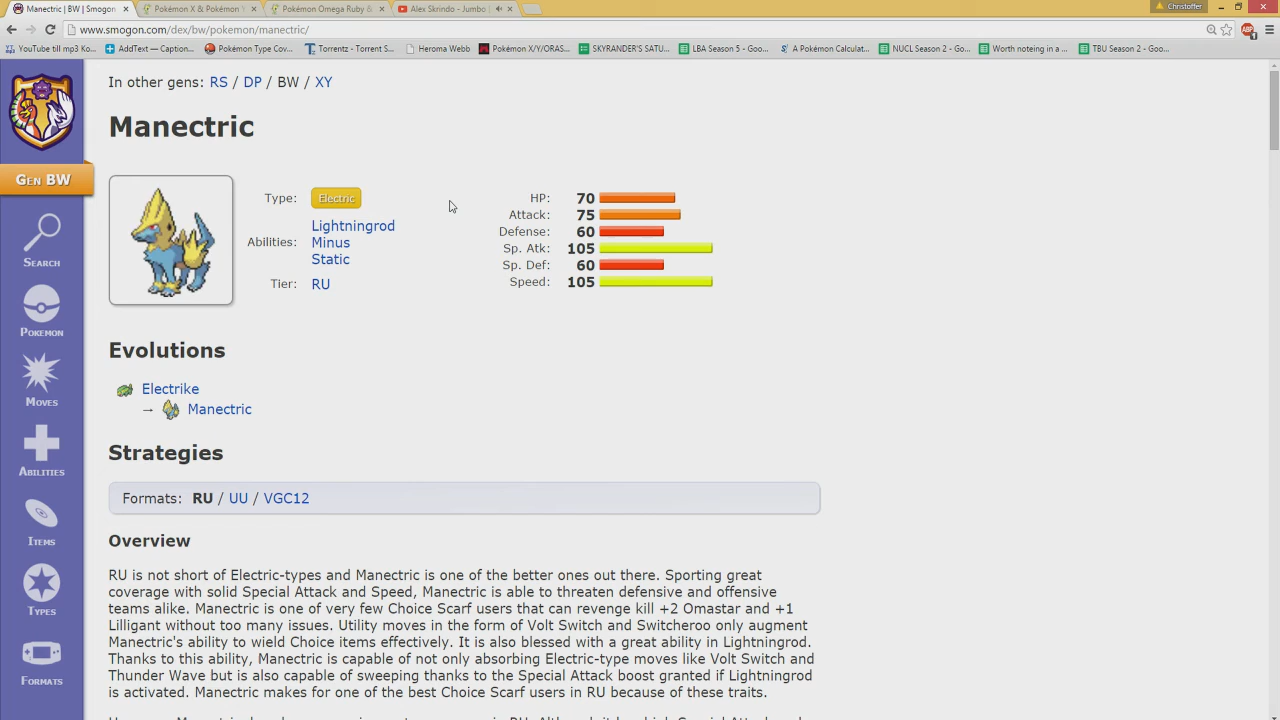 Manectric | BW | Smogon
Pokémon X & Pokémon Y
Pokémon Omega Ruby &
Alex Skrindo - Jumbo
Christoffer
www.smogon.com/dex/bw/pokemon/manectric/
YouTube till mp3 Ko...
AddText — Caption...
Pokémon Type Cov...
Torrentz - Torrent S...
Heroma Webb
Pokémon X/Y/ORAS...
SKYRANDER'S SATU...
LBA Season 5 - Goo...
A Pokémon Calculat...
NUCL Season 2 - Go...
Worth noteing in a ...
TBU Season 2 - Goo...
In other gens: RS / DP / BW / XY
Manectric
Gen BW
Search
Pokemon
Moves
Abilities
Items
Types
Formats
Type: Electric
Abilities: Lightningrod
Minus
Static
Tier: RU
HP: 70
Attack: 75
Defense: 60
Sp. Atk: 105
Sp. Def: 60
Speed: 105
Evolutions
Electrike
→ Manectric
Strategies
Formats: RU / UU / VGC12
Overview
RU is not short of Electric-types and Manectric is one of the better ones out there. Sporting great
coverage with solid Special Attack and Speed, Manectric is able to threaten defensive and offensive
teams alike. Manectric is one of very few Choice Scarf users that can revenge kill +2 Omastar and +1
Lilligant without too many issues. Utility moves in the form of Volt Switch and Switcheroo only augment
Manectric's ability to wield Choice items effectively. It is also blessed with a great ability in Lightningrod.
Thanks to this ability, Manectric is capable of not only absorbing Electric-type moves like Volt Switch and
Thunder Wave but is also capable of sweeping thanks to the Special Attack boost granted if Lightningrod
is activated. Manectric makes for one of the best Choice Scarf users in RU because of these traits.